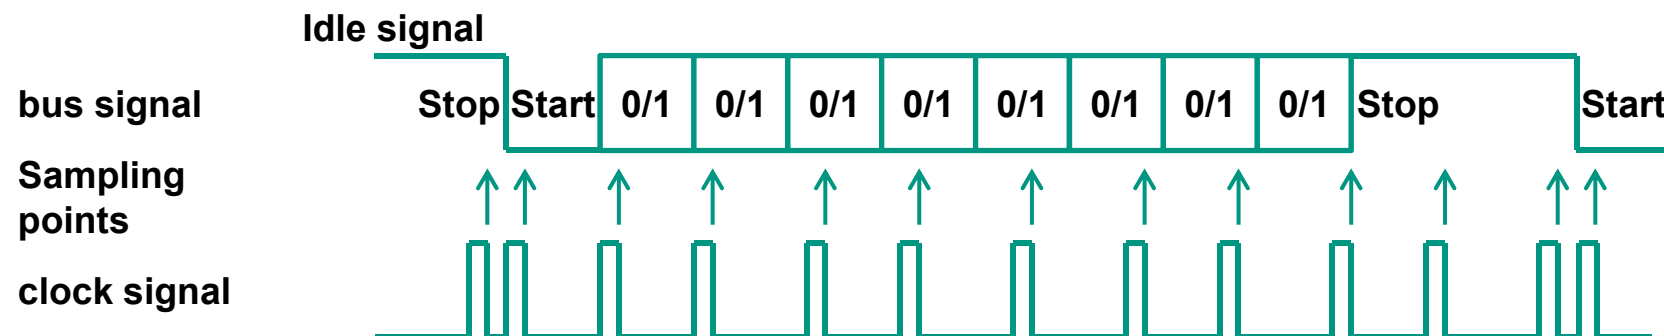 Idle signal
bus signal Stop Start 0/1 0/1 0/1 0/1 0/1 0/1 0/1 0/1 Stop Start
Sampling
points
clock signal